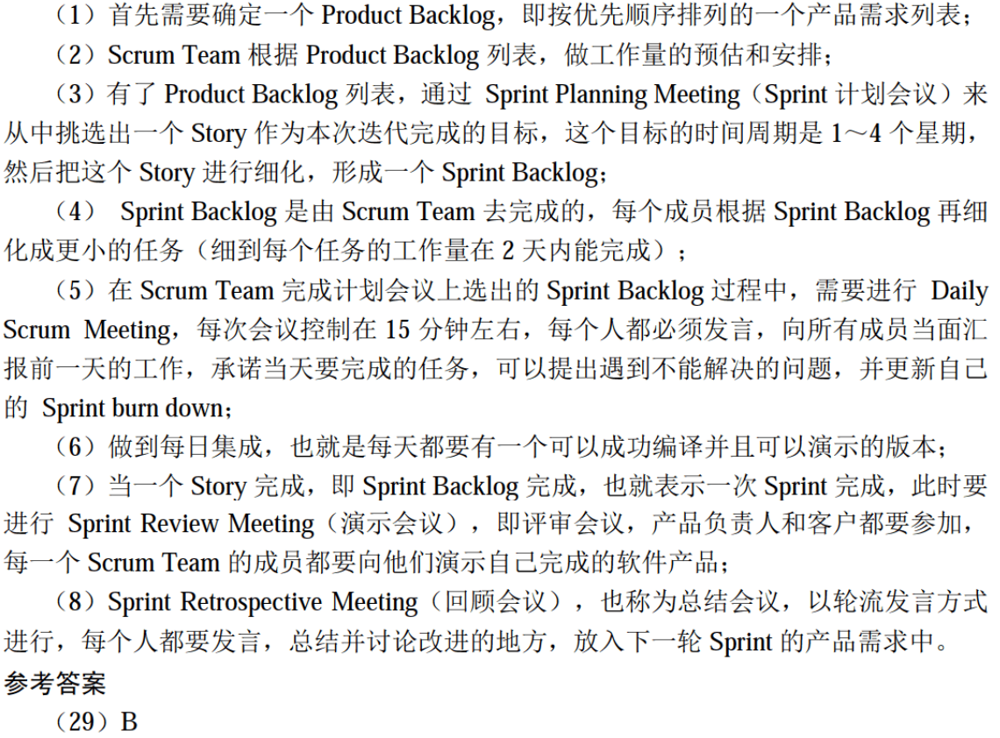 （1）首先需要确定一个 Product Backlog，即按优先顺序排列的一个产品需求列表；
（2）Scrum Team 根据 Product Backlog 列表，做工作量的预估和安排；
（3）有了 Product Backlog 列表，通过 Sprint Planning Meeting（Sprint 计划会议）来
从中挑选出一个 Story 作为本次迭代完成的目标，这个目标的时间周期是 1～4 个星期，
然后把这个 Story 进行细化，形成一个 Sprint Backlog；
（4） Sprint Backlog 是由 Scrum Team 去完成的，每个成员根据 Sprint Backlog 再细
化成更小的任务（细到每个任务的工作量在 2 天内能完成）；
（5）在 Scrum Team 完成计划会议上选出的 Sprint Backlog 过程中，需要进行 Daily
Scrum Meeting，每次会议控制在 15 分钟左右，每个人都必须发言，向所有成员当面汇
报前一天的工作，承诺当天要完成的任务，可以提出遇到不能解决的问题，并更新自己
的 Sprint burn down；
（6）做到每日集成，也就是每天都要有一个可以成功编译并且可以演示的版本；
（7）当一个 Story 完成，即 Sprint Backlog 完成，也就表示一次 Sprint 完成，此时要
进行 Sprint Review Meeting（演示会议），即评审会议，产品负责人和客户都要参加，
每一个 Scrum Team 的成员都要向他们演示自己完成的软件产品；
（8）Sprint Retrospective Meeting（回顾会议），也称为总结会议，以轮流发言方式
进行，每个人都要发言，总结并讨论改进的地方，放入下一轮 Sprint 的产品需求中。
参考答案
（29）B